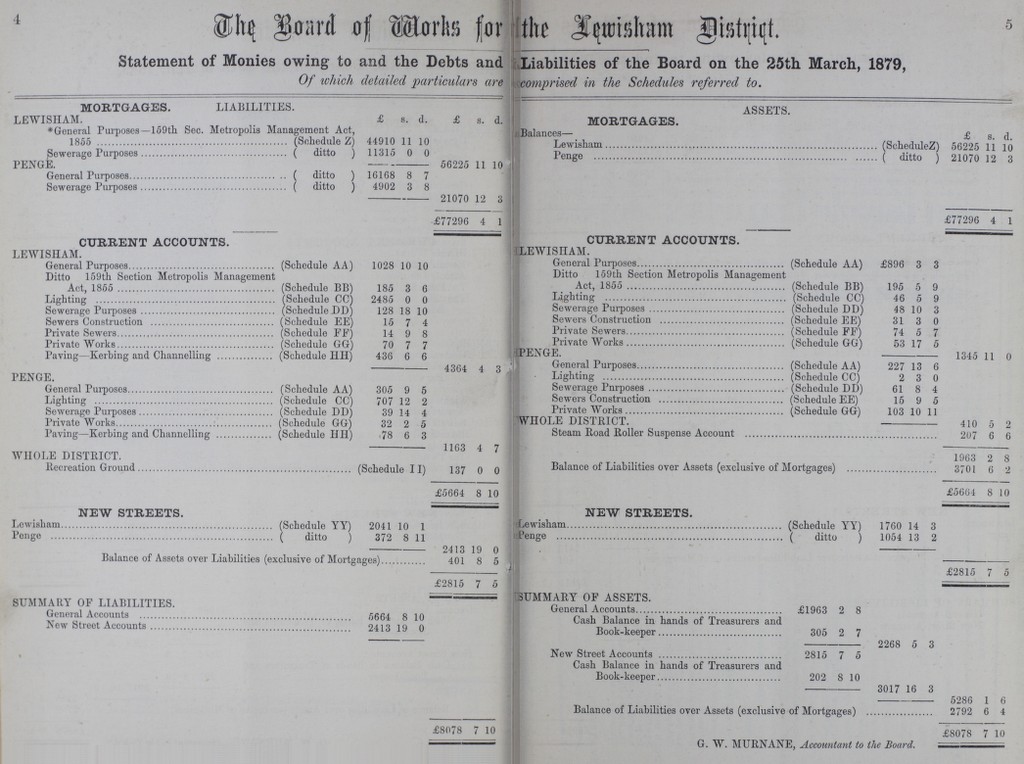 4
The Board of Works for the Lewisham District.
5
Statement of Monies owing to and the Debts and Liabilities of the Board on the 25th March, 1879,
Of which detailed particulars are comprised in the Schedules referred to.
MORTGAGES. LIABILITIES.
LEWISHAM. £ s. d. £ s. d.
*General Purposes—159th Sec. Metropolis Management Act,
1855 (Schedule Z) 44910 11 10
Sewerage Purposes ( ditto ) 11315 0 0
56225 11 10
PENGE.
General Purposes ( ditto ) 16168 8 7
Sewerage Purposes ( ditto ) 4902 3 8
21070 12 3
£77296 4 1
CURRENT ACCOUNTS.
LEWISHAM.
General Purposes (Schedule AA) 1028 10 10
Ditto 159th Section Metropolis Management
Act, 1855 (Schedule BB) 185 3 6
Lighting (Schedule CC) 2485 0 0
Sewerage Purposes (Schedule DD) 128 18 10
Sewers Construction (Schedule EE) 15 7 4
Private Sewers (Schedule FF) 14 9 8
Private Works (Schedule GG) 70 7 7
Paving—Kerbing and Channelling (Schedule HH) 436 6 6
4364 4 3
PENGE.
General Purposes (Schedule AA) 305 9 5
Lighting (Schedule CC) 707 12 2
Sewerage Purposes (Schedule DD) 39 14 4
Private Works (Schedule GG) 32 2 5
Paving—Kerbing and Channelling (Schedule HH) 78 6 3
1163 4 7
WHOLE DISTRICT.
Recreation Ground (Schedule II) 137 0 0
£5664 8 10
NEW STREETS.
Lewisham (Schedule YY) 2041 10 1
Penge ( ditto ) 372 8 11
2413 19 0
Balance of Assets over Liabilities (exclusive of Mortgages) 401 8 5
£2815 7 5
SUMMARY OF LIABILITIES.
General Accounts 5664 8 10
New Street Accounts 2413 19 0
£8078 7 10
ASSETS.
MORTGAGES.
£ s. d.
Balances—
Lewisham (Schedule Z) 56225 11 10
Penge ( ditto ) 21070 12 3
£77296 4 1
CURRENT ACCOUNTS.
LEWISHAM.
General Purposes (Schedule AA) £896 3 3
Ditto 159th Section Metropolis Management
Act, 1855 (Schedule BB) 195 5 9
Lighting (Schedule CC) 46 5 9
Sewerage Purposes (Schedule DD) 48 10 3
Sewers Construction (Schedule EE) 31 3 0
Private Sewers (Schedule FF) 74 5 7
Private Works (Schedule GG) 53 17 5
1345 11 0
PENGE.
General Purposes (Schedule AA) 227 13 6
Lighting (Schedule CC) 2 3 0
Sewerage Purposes (Schedule DD) 61 8 4
Sewers Construction (Schedule EE) 15 9 5
Private Works (Schedule GG) 103 10 11
410 5 2
WHOLE DISTRICT.
Steam Road Roller Suspense Account 207 6 6
1963 2 8
Balance of Liabilities over Assets (exclusive of Mortgages) 3701 6 2
£5664 8 10
NEW STREETS.
Lewisham (Schedule YY) 1760 14 3
Penge ( ditto ) 1054 13 2
£2815 7 5
SUMMARY OF ASSETS.
General Accounts £1963 2 8
Cash Balance in hands of Treasurers and
Book-keeper 305 2 7
2268 5 3
New Street Accounts 2815 7 5
Cash Balance in hands of Treasurers and
Book-keeper 202 8 10
3017 16 3
5286 1 6
Balance of Liabilities over Assets (exclusive of Mortgages) 2792 6 4
£8078 7 10
G. W. MURNANE, Accountant to the Board.